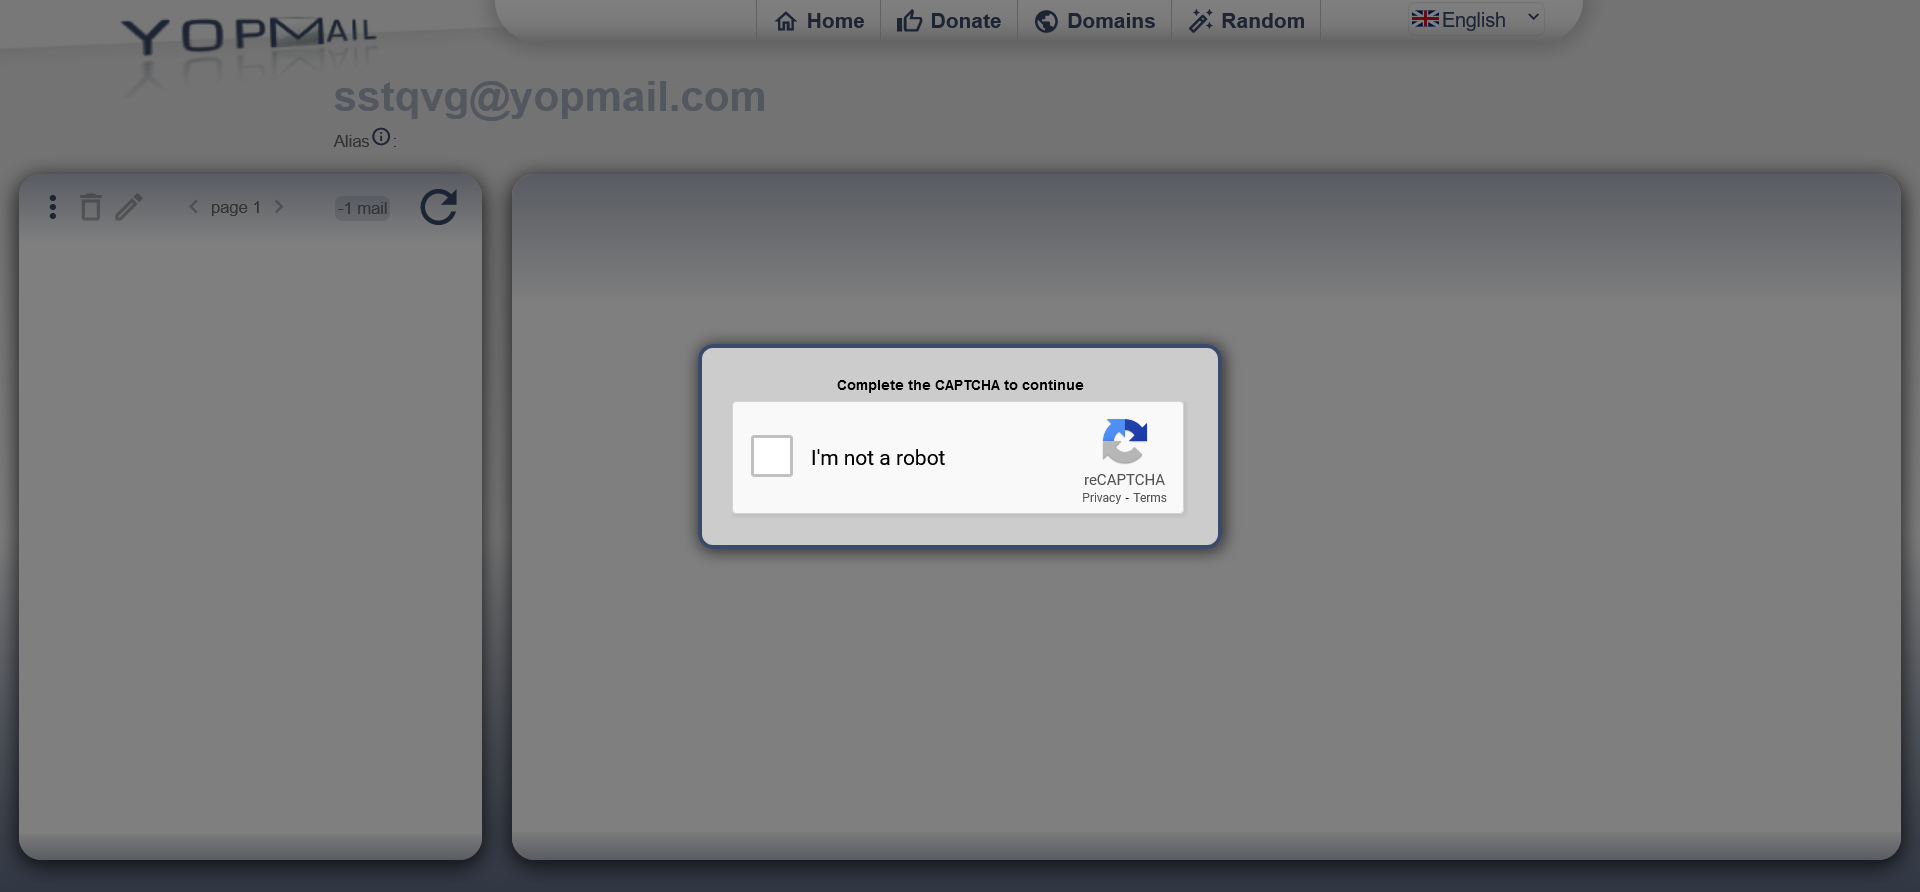 YOPMAIL
Home
Donate
Domains
Random
English
sstqvg@yopmail.com
Alias :
page 1
-1 mail
Complete the CAPTCHA to continue
I'm not a robot
reCAPTCHA
Privacy - Terms